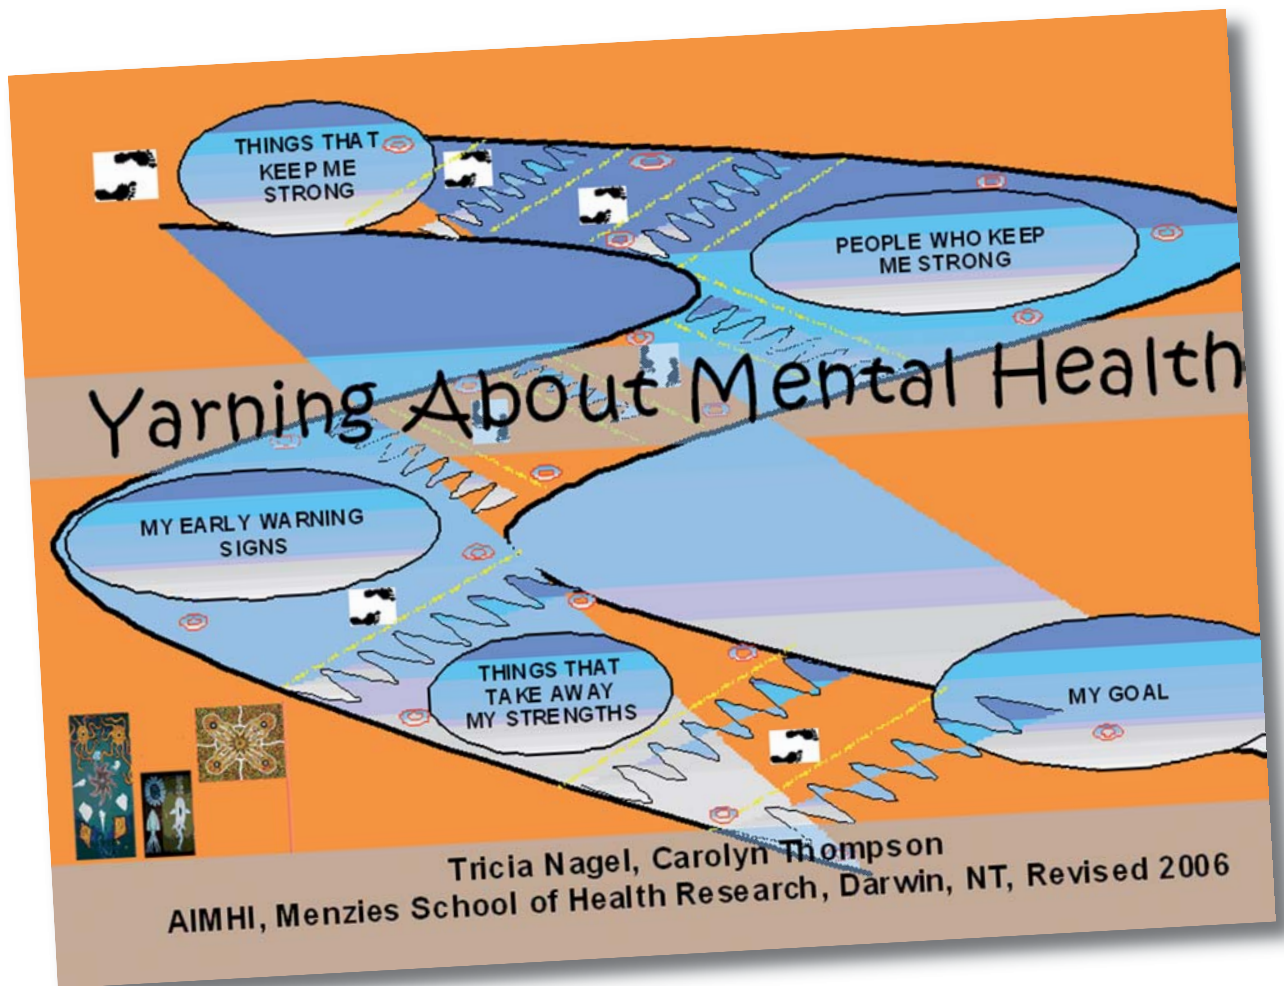 THINGS THAT
KEEP ME
STRONG
PEOPLE WHO KEEP
ME STRONG
Yarning About Mental Health
MY EARLY WARNING
SIGNS
THINGS THAT
TAKE AWAY
MY STRENGTHS
MY GOAL
Tricia Nagel, Carolyn Thompson
AIMHI, Menzies School of Health Research, Darwin, NT, Revised 2006